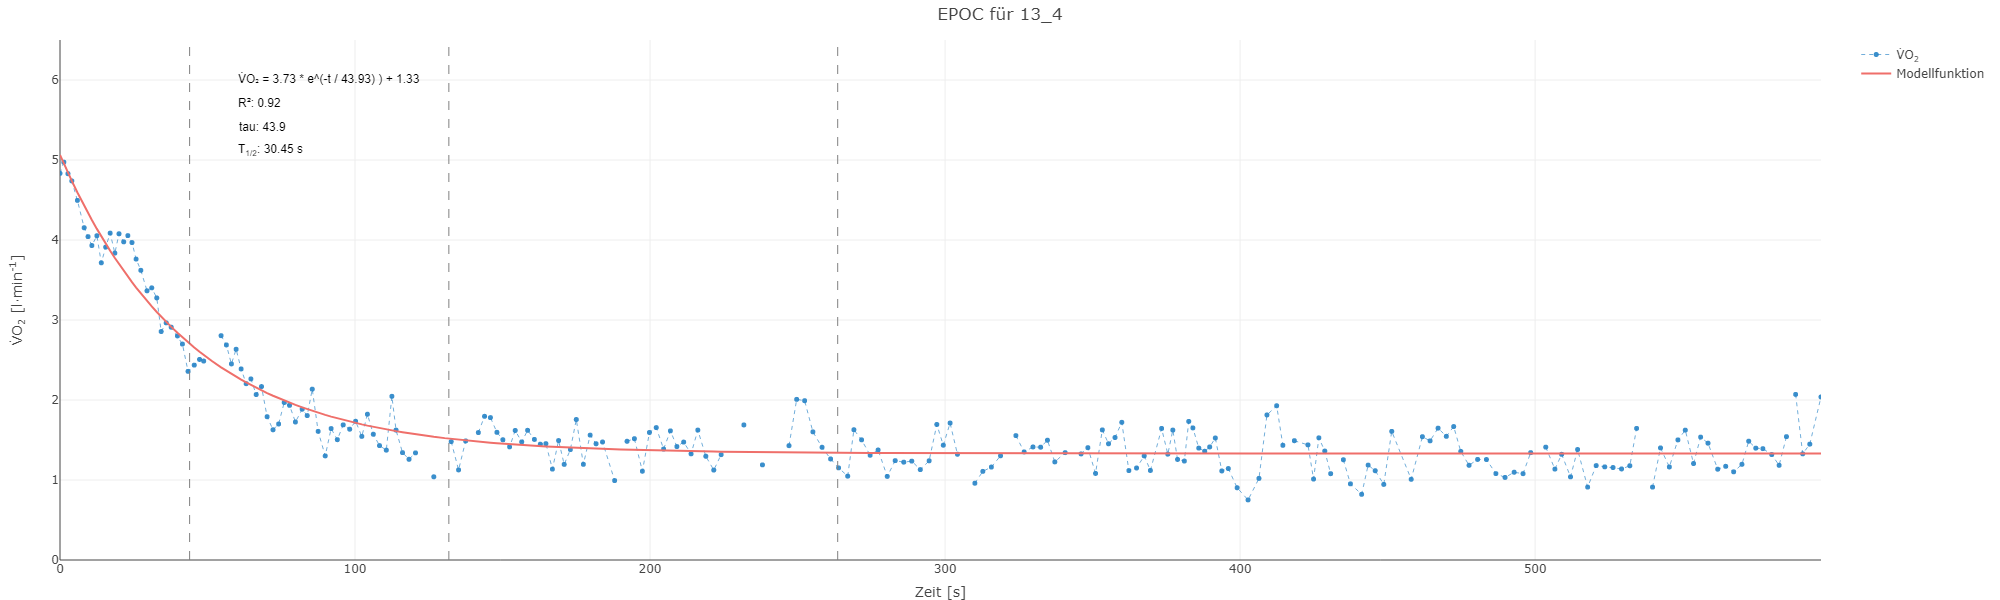 EPOC für 13_4
V̇O₂
Modellfunktion
V̇O₂ = 3.73 * e^(-t / 43.93) ) + 1.33
R²: 0.92
tau: 43.9
T₁/₂: 30.45 s
V̇O₂ [l·min⁻¹]
6
5
4
3
2
1
0
0 100 200 300 400 500
Zeit [s]